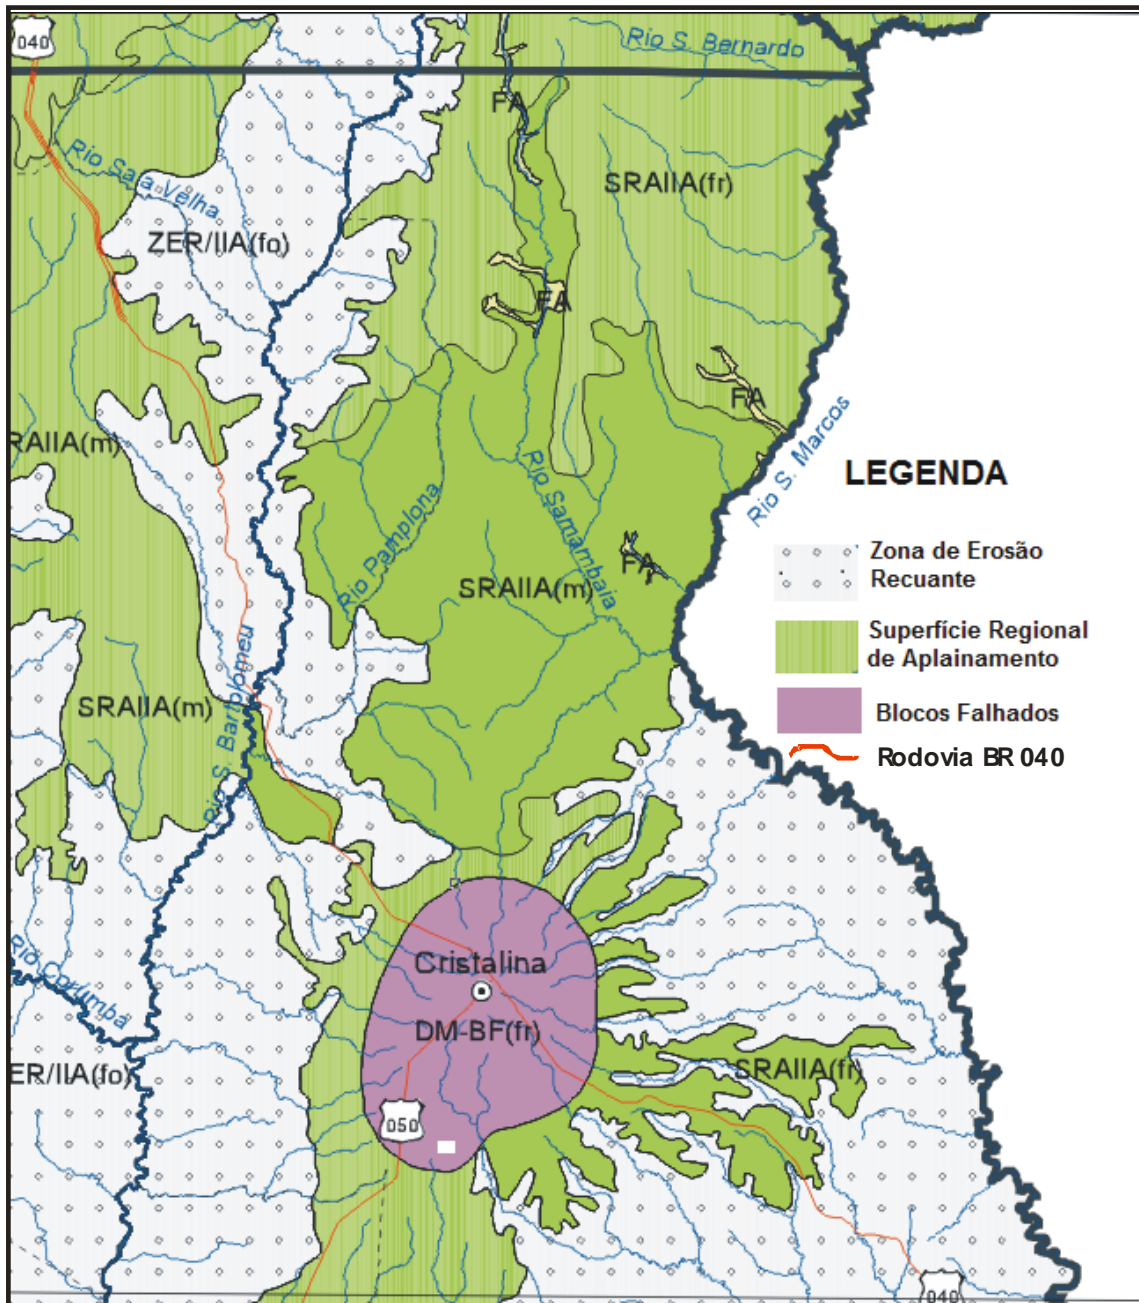 040
Rio S. Bernardo
FA
Rio Saia Velha
SRAIIA(fr)
ZER/IIA(fo)
FA
FA
RAIIA(m)
Rio S. Marcos
LEGENDA
Rio Pamplona
Rio Samambaia
Zona de Erosão
Recuante
FA
SRAIIA(m)
Superfície Regional
de Aplainamento
Rio S. Bartolomeu
SRAIIA(m)
Blocos Falhados
Rodovia BR 040
Cristalina
Rio Corumbá
DM-BF(fr)
ER/IIA(fo)
SRAIIA(fr)
050
040